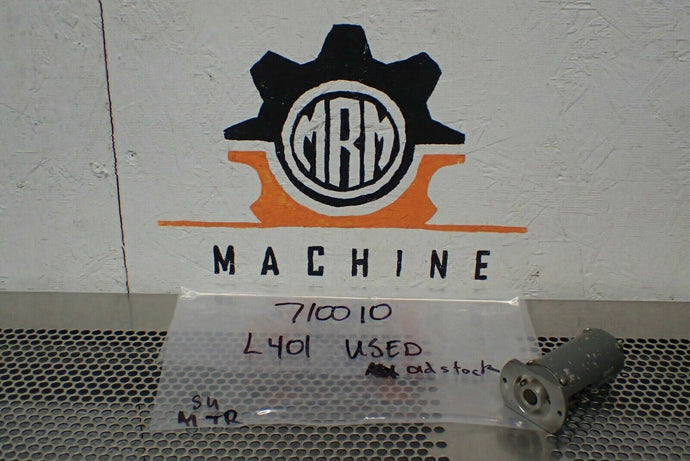 MRM
MACHINE
710010
L401 USED
old stock
SU
MTR